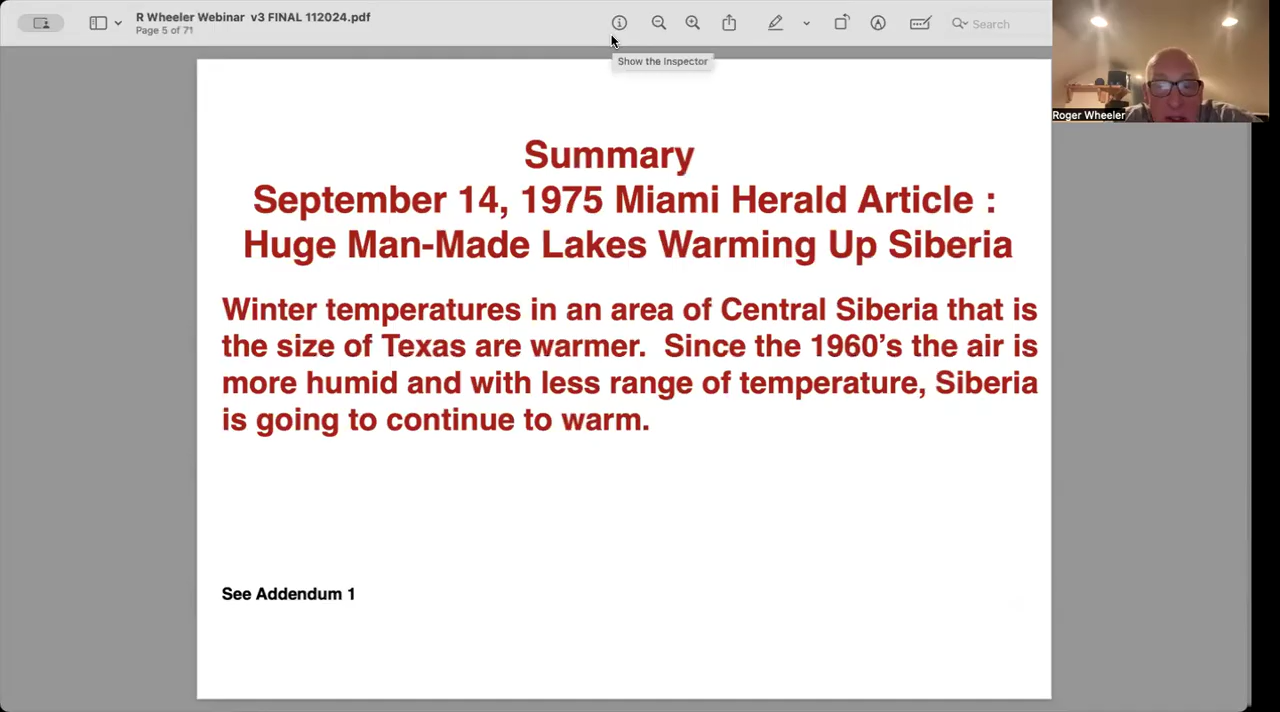 R Wheeler Webinar v3 FINAL 112024.pdf
Page 5 of 71
Search
Show the Inspector
Roger Wheeler
Summary
September 14, 1975 Miami Herald Article :
Huge Man-Made Lakes Warming Up Siberia
Winter temperatures in an area of Central Siberia that is
the size of Texas are warmer. Since the 1960’s the air is
more humid and with less range of temperature, Siberia
is going to continue to warm.
See Addendum 1